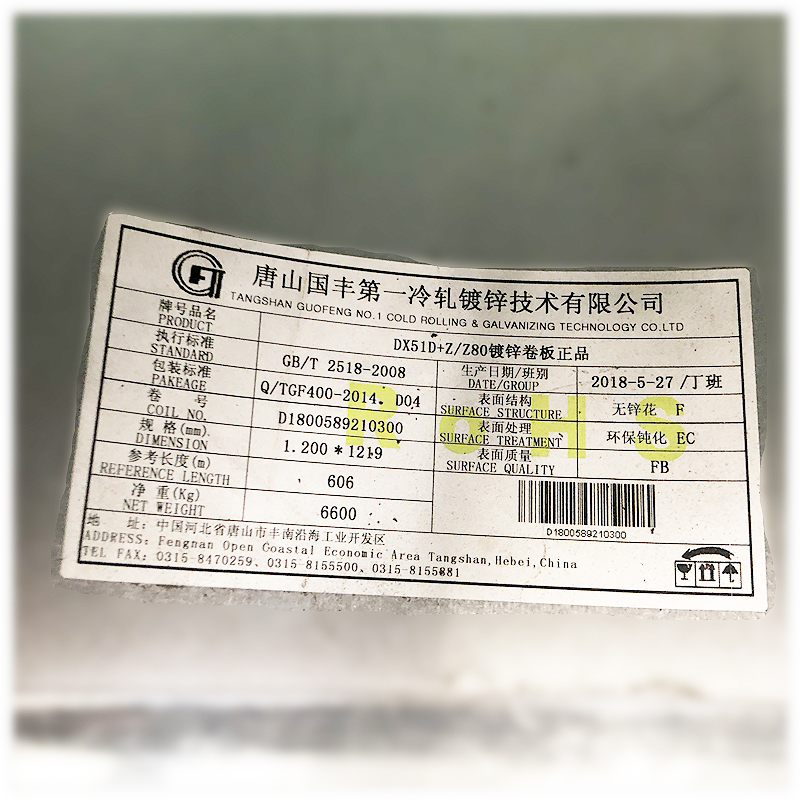 唐山国丰第一冷轧镀锌技术有限公司
TANGSHAN GUOFENG NO.1 COLD ROLLING & GALVANIZING TECHNOLOGY CO.LTD
牌号品名
PRODUCT
DX51D+Z/Z80镀锌卷板正品
执行标准
STANDARD
GB/T 2518-2008
生产日期/班别
DATE/GROUP
2018-5-27 /丁班
包装标准
PAKEAGE
Q/TGF400-2014. D04
表面结构
SURFACE STRUCTURE
无锌花 F
卷 号
COIL NO.
D1800589210300
表面处理
SURFACE TREATMENT
环保钝化 EC
规 格(mm)
DIMENSION
1.200*1219
表面质量
SURFACE QUALITY
FB
参考长度(m)
REFERENCE LENGTH
606
净 重(Kg)
NET WEIGHT
6600
RoHS
D1800589210300
地 址: 中国河北省唐山市丰南沿海工业开发区
ADDRESS: Fengnan Open Coastal Economic Area Tangshan,Hebei,China
TEL FAX: 0315-8470259、0315-8155500、0315-8155881